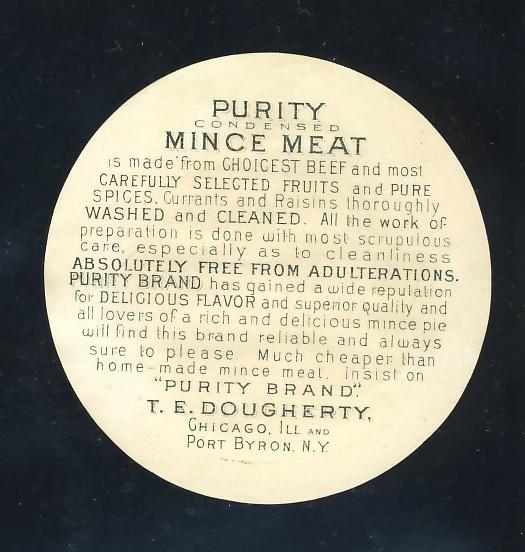 PURITY
CONDENSED
MINCE MEAT
is made from CHOICEST BEEF and most
CAREFULLY SELECTED FRUITS and PURE
SPICES. Currants and Raisins thoroughly
WASHED and CLEANED. All the work of
preparation is done with most scrupulous
care, especially as to cleanliness
ABSOLUTELY FREE FROM ADULTERATIONS.
PURITY BRAND has gained a wide reputation
for DELICIOUS FLAVOR and superior quality and
all lovers of a rich and delicious mince pie
will find this brand reliable and always
sure to please. Much cheaper than
home-made mince meat. Insist on
"PURITY BRAND".
T. E. DOUGHERTY,
CHICAGO, ILL AND
PORT BYRON, N.Y.